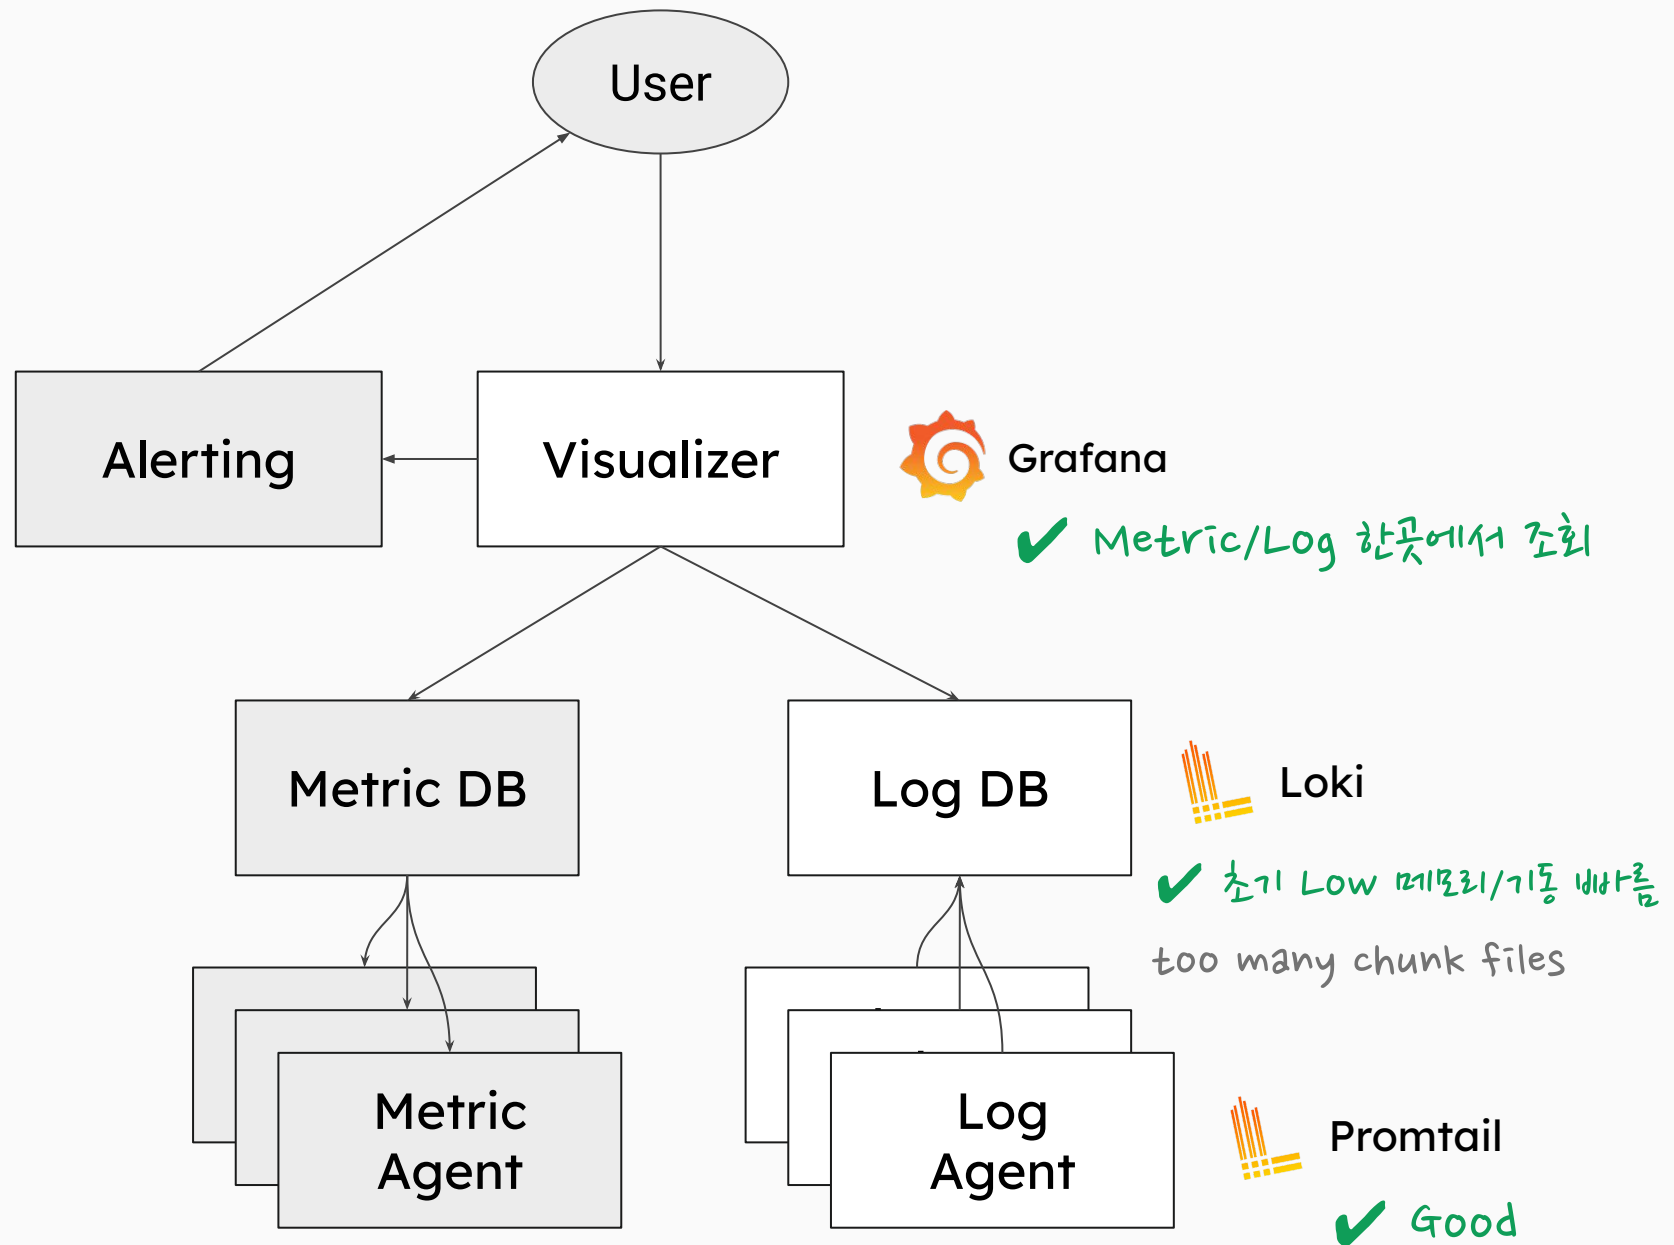 User
Alerting
Visualizer
Grafana
✔ Metric/Log 한곳에서 조회
Metric DB
Log DB
Loki
✔ 초기 Low 메모리/기동 빠름
too many chunk files
Metric
Agent
Log
Agent
Promtail
✔ Good